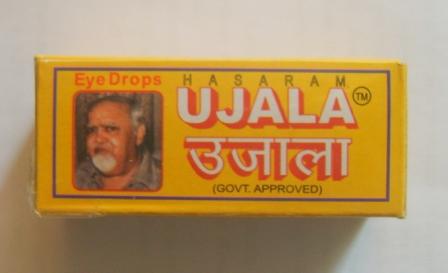 Eye Drops
HASARAM
UJALA TM
उजाला
(GOVT. APPROVED)